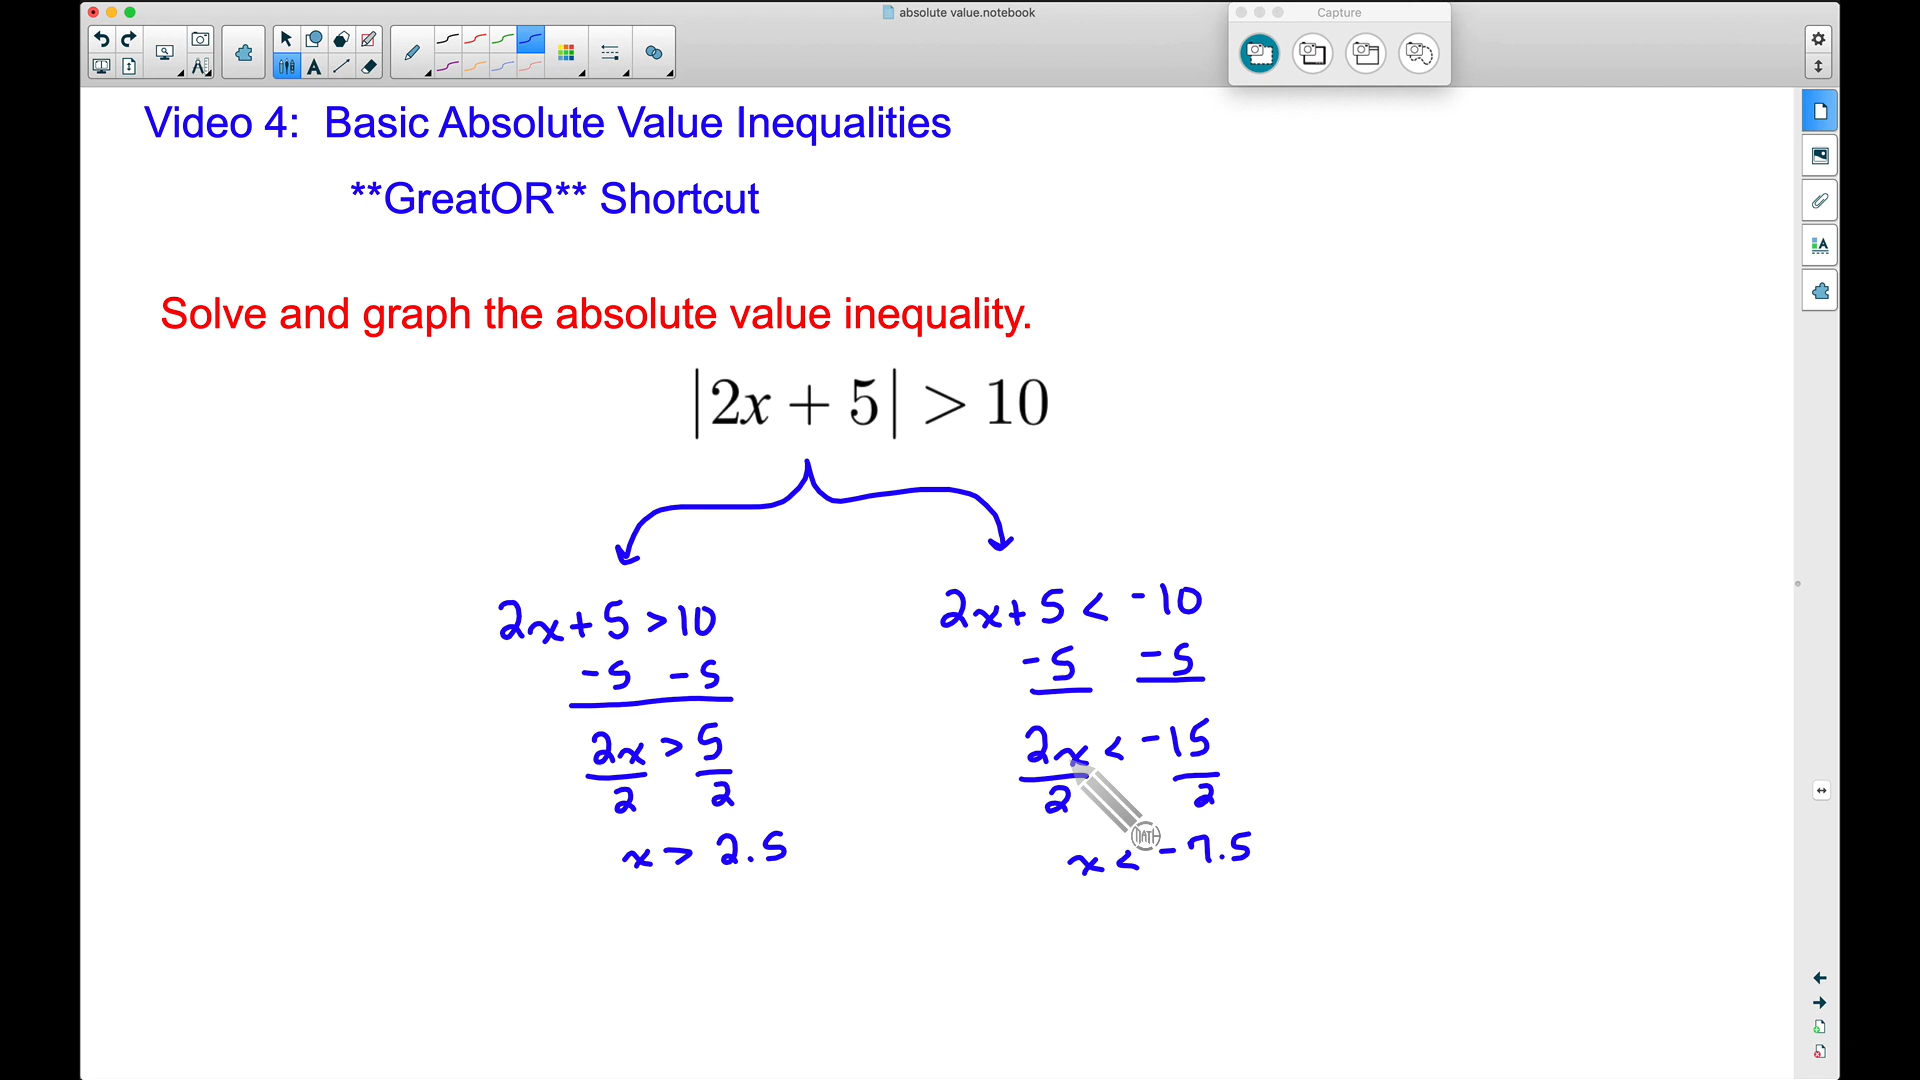 absolute value.notebook
Capture
Video 4: Basic Absolute Value Inequalities
**GreatOR** Shortcut
Solve and graph the absolute value inequality.
|2x + 5| > 10
2x+5 >10
-5 -5
2x > 5
2 2
x > 2.5
2x+5 < -10
-5 -5
2x < -15
2 2
MATH
x < -7.5